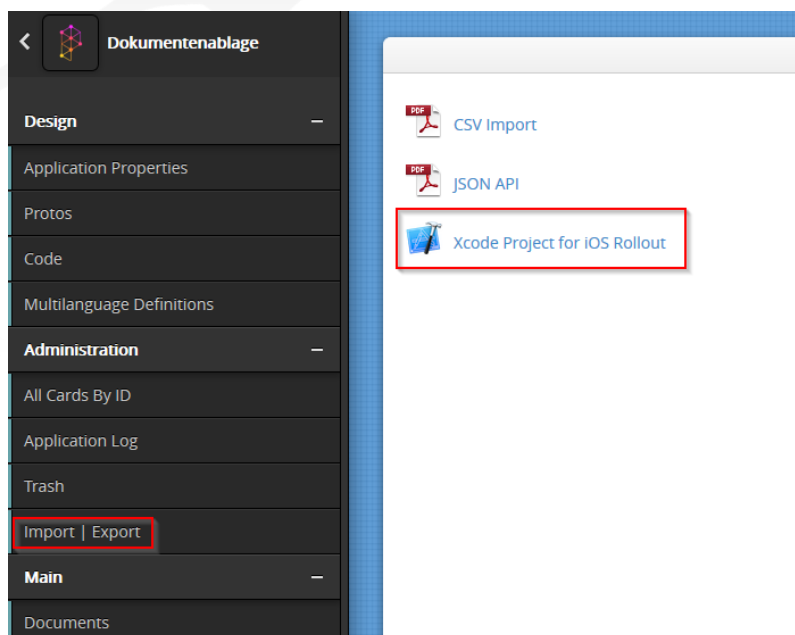 Dokumentenablage
Design
Application Properties
Protos
Code
Multilanguage Definitions
Administration
All Cards By ID
Application Log
Trash
Import | Export
Main
Documents
PDF
CSV Import
PDF
JSON API
Xcode Project for iOS Rollout